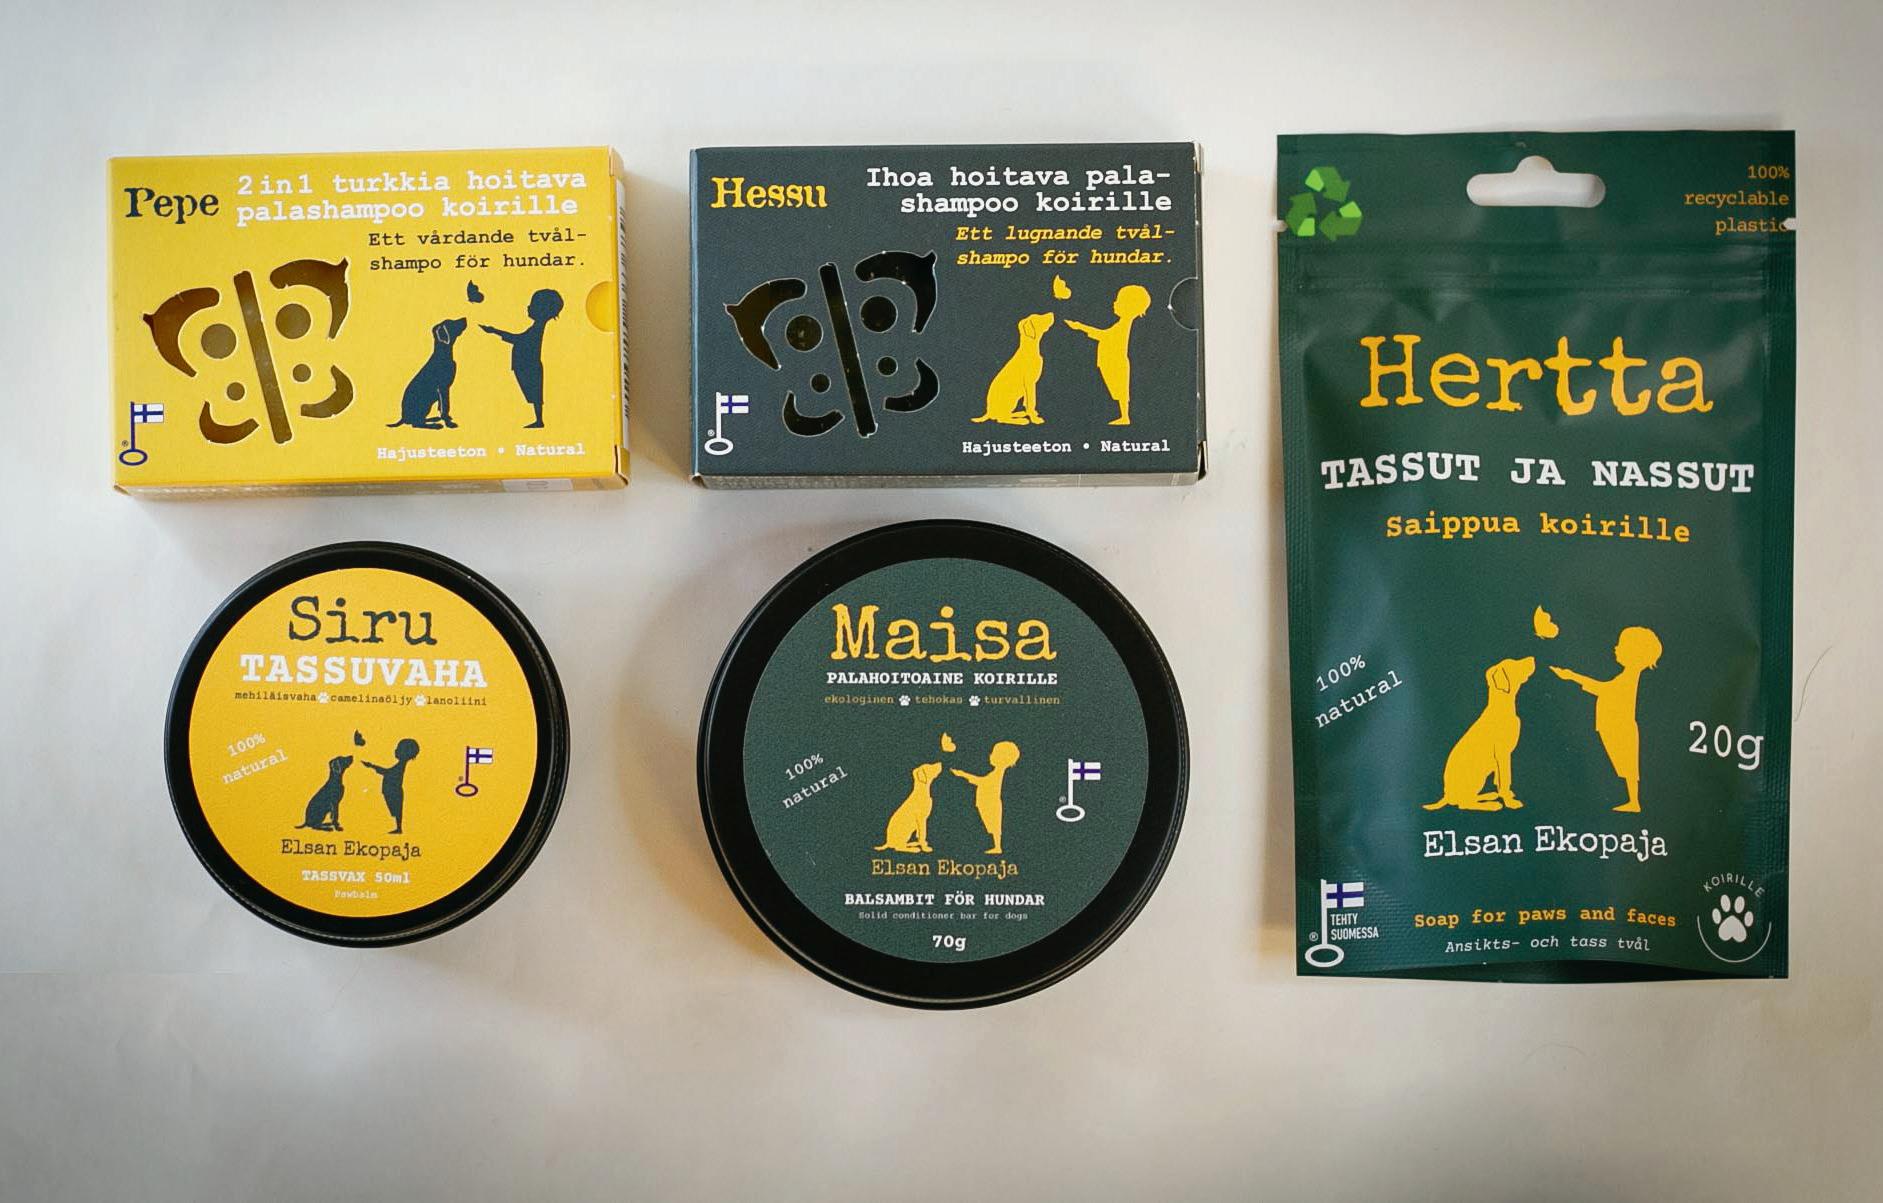 Pepe
2in1 turkkia hoitava
palashampoo koirille
Ett vårdande tvål-
shampo för hundar.
Hajusteeton • Natural
Hessu
Ihoa hoitava pala-
shampoo koirille
Ett lugnande tvål-
shampo för hundar.
Hajusteeton • Natural
100%
recyclable
plastic
Hertta
TASSUT JA NASSUT
Saippua koirille
100%
natural
20g
Elsan Ekopaja
TEHTY
SUOMESSA
Soap for paws and faces
Ansikts- och tass tvål
KOIRILLE
Siru
TASSUVAHA
mehiläisvaha camelinaöljy lanoliini
100%
natural
Elsan Ekopaja
TASSVAX 50ml
Pawbalm
Maisa
PALAHOITOAINE KOIRILLE
ekologinen tehokas turvallinen
100%
natural
Elsan Ekopaja
BALSAMBIT FÖR HUNDAR
Solid conditioner bar for dogs
70g